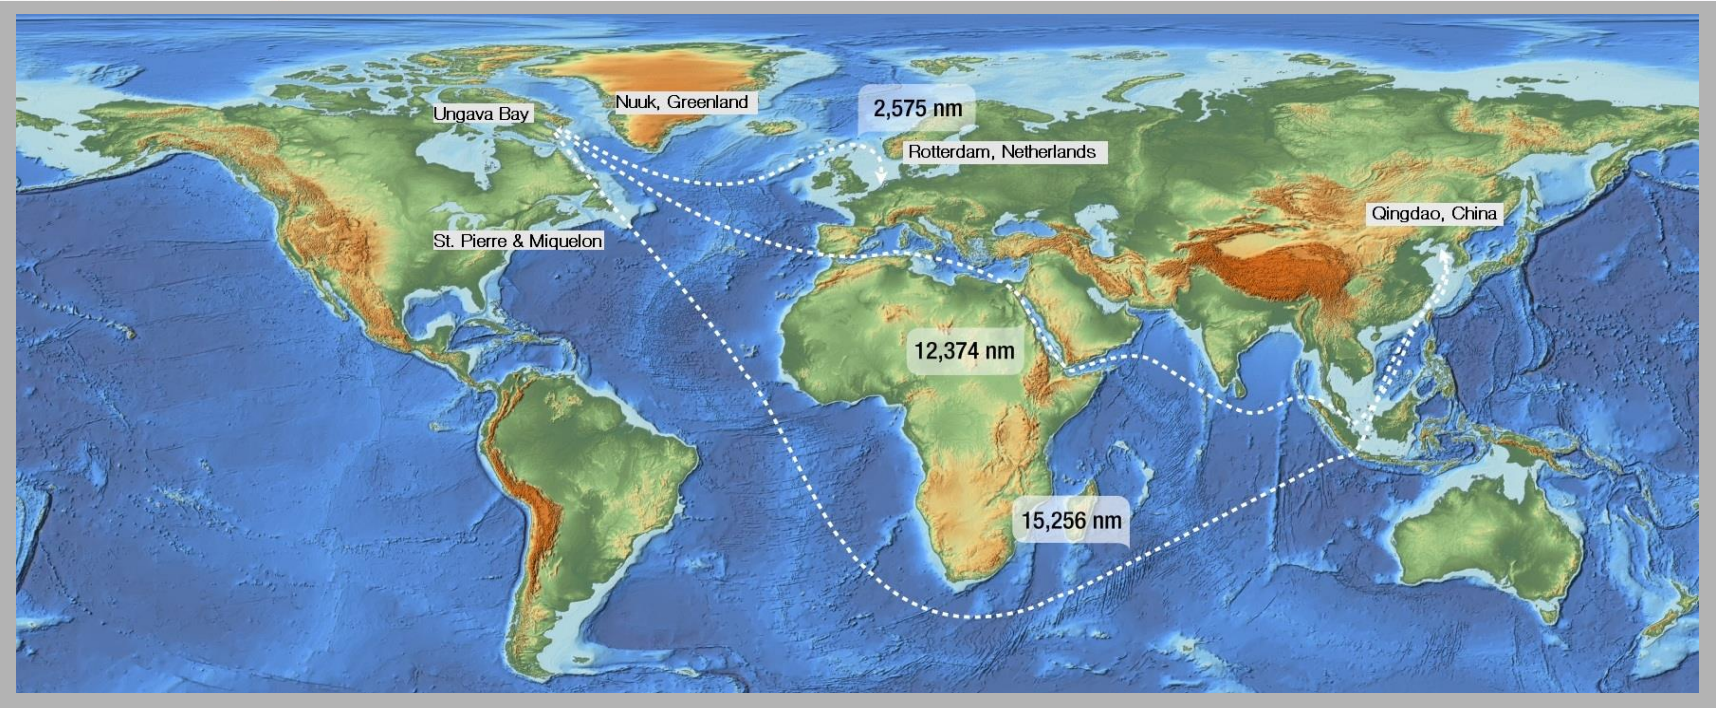 Nuuk, Greenland
Ungava Bay
2,575 nm
Rotterdam, Netherlands
Qingdao, China
St. Pierre & Miquelon
12,374 nm
15,256 nm